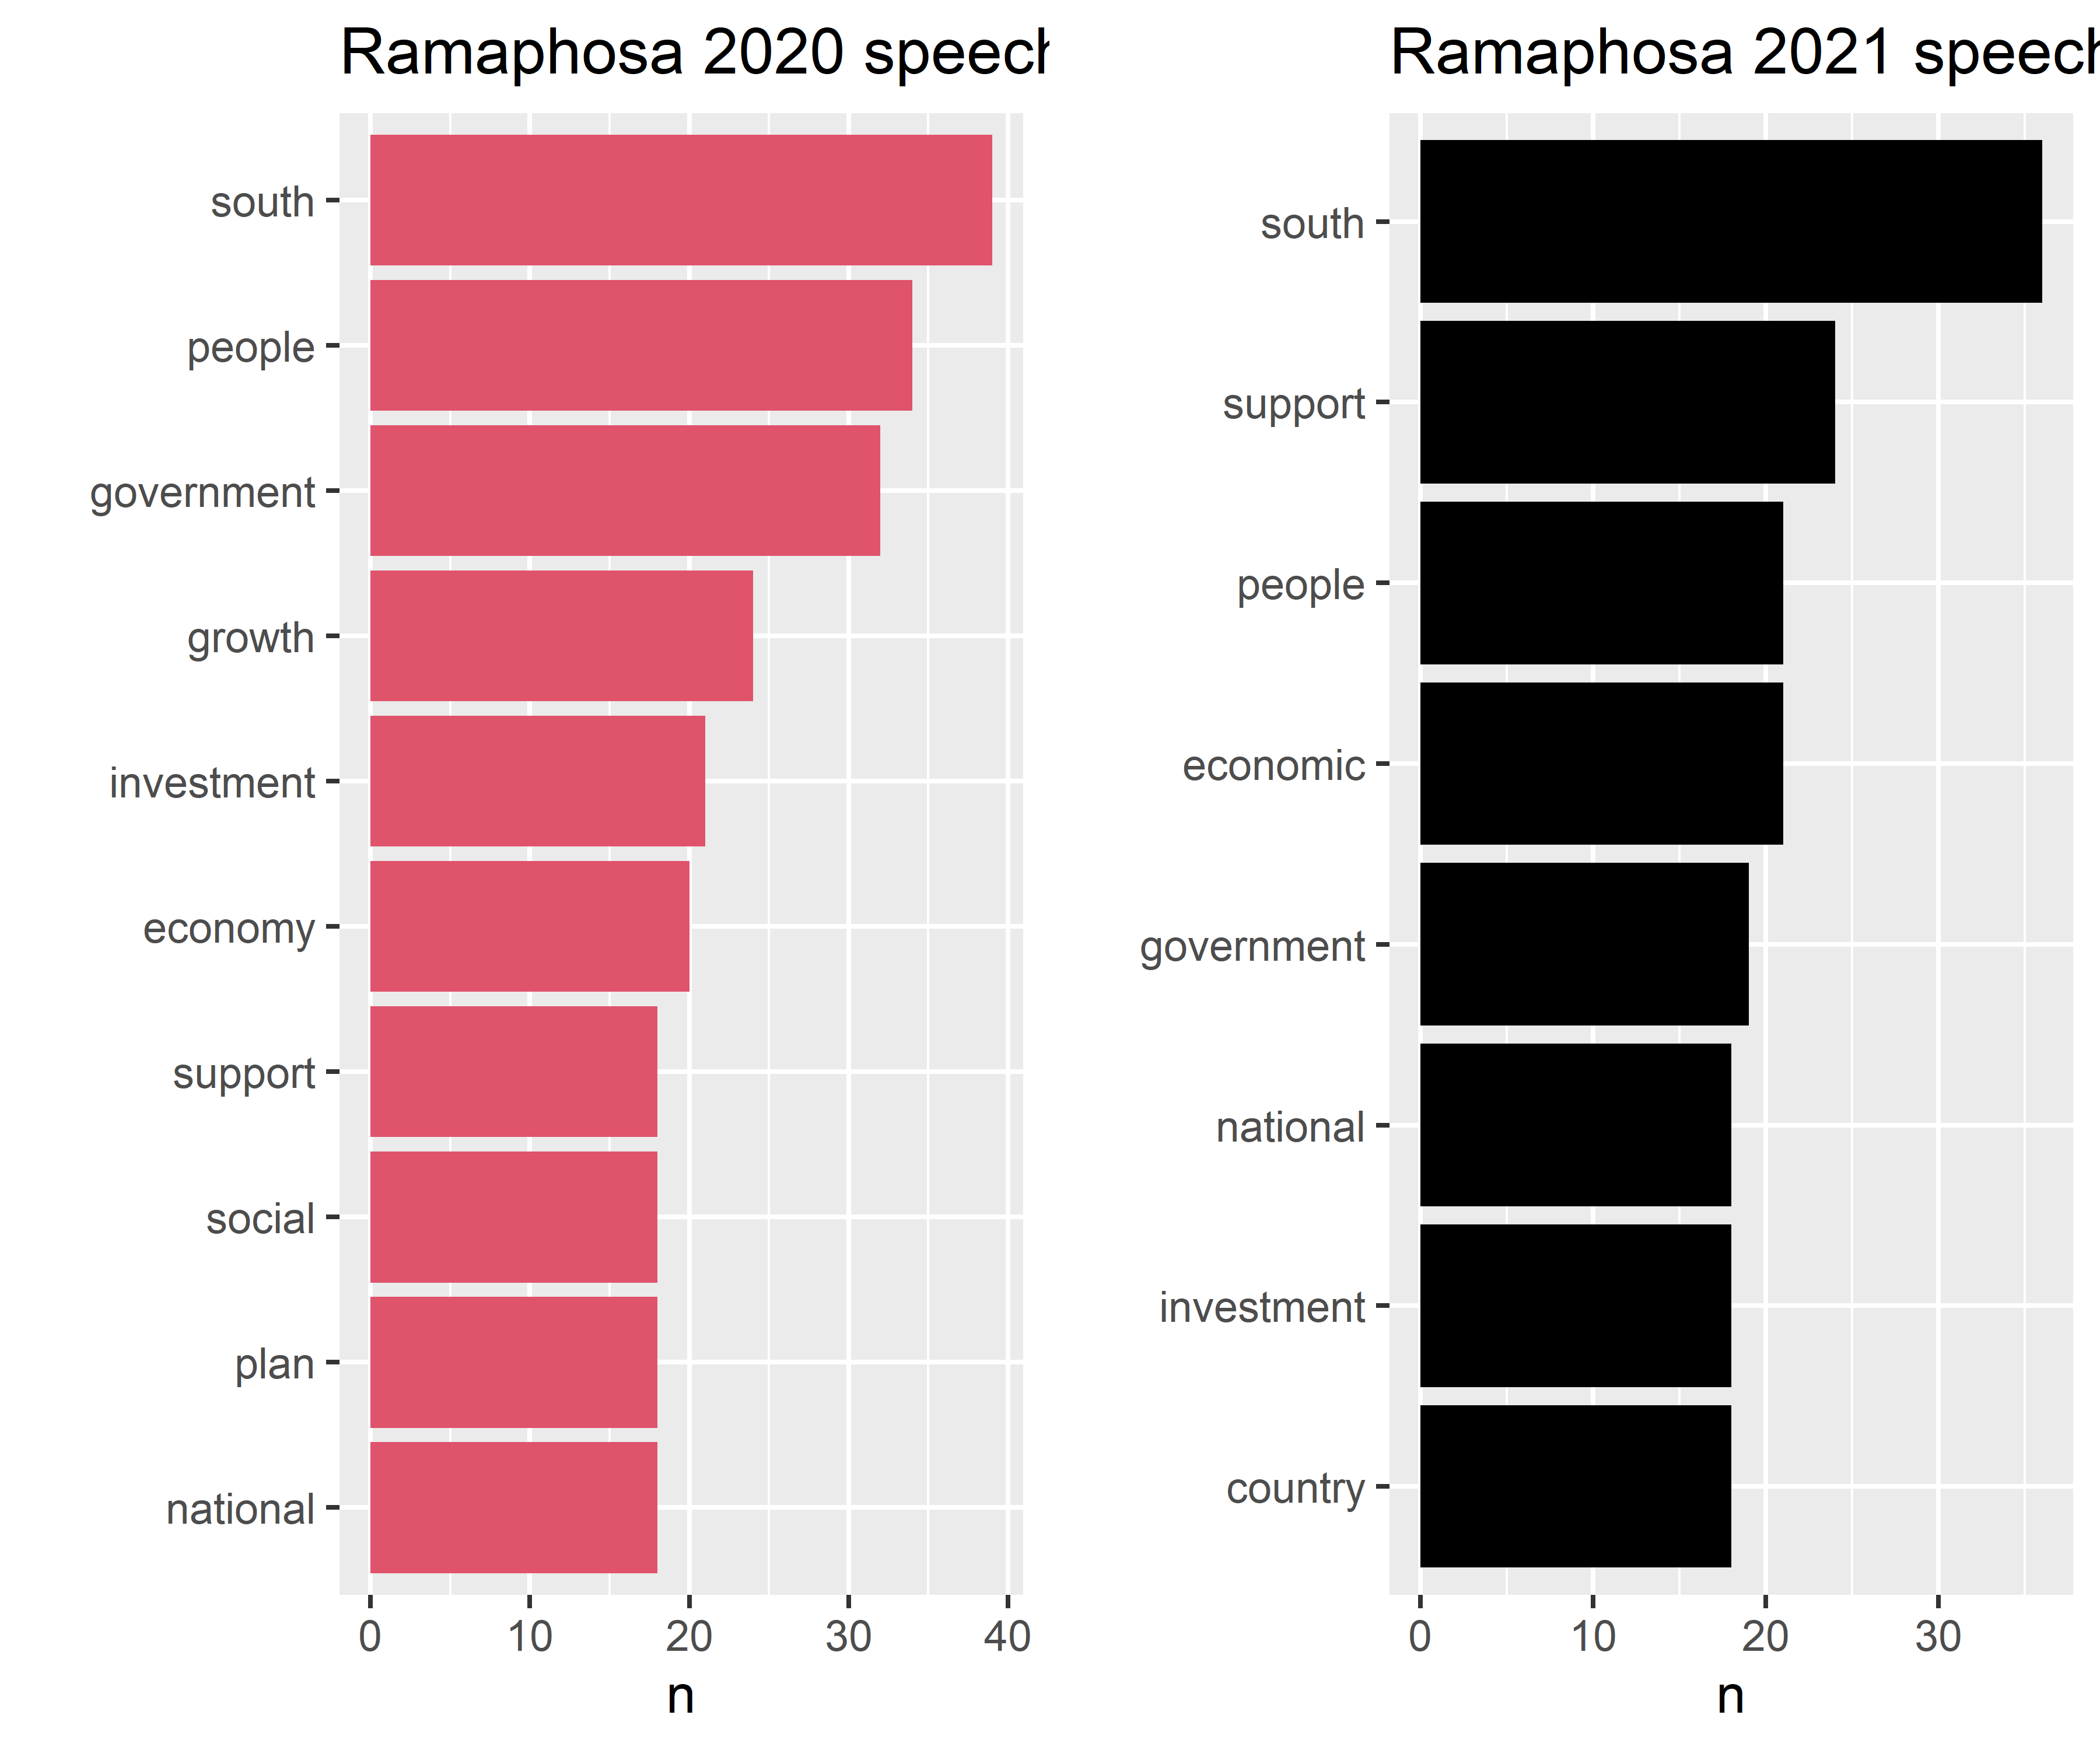 Ramaphosa 2020 speech
south
people
government
growth
investment
economy
support
social
plan
national
0 10 20 30 40
n
Ramaphosa 2021 speech
south
support
people
economic
government
national
investment
country
0 10 20 30
n